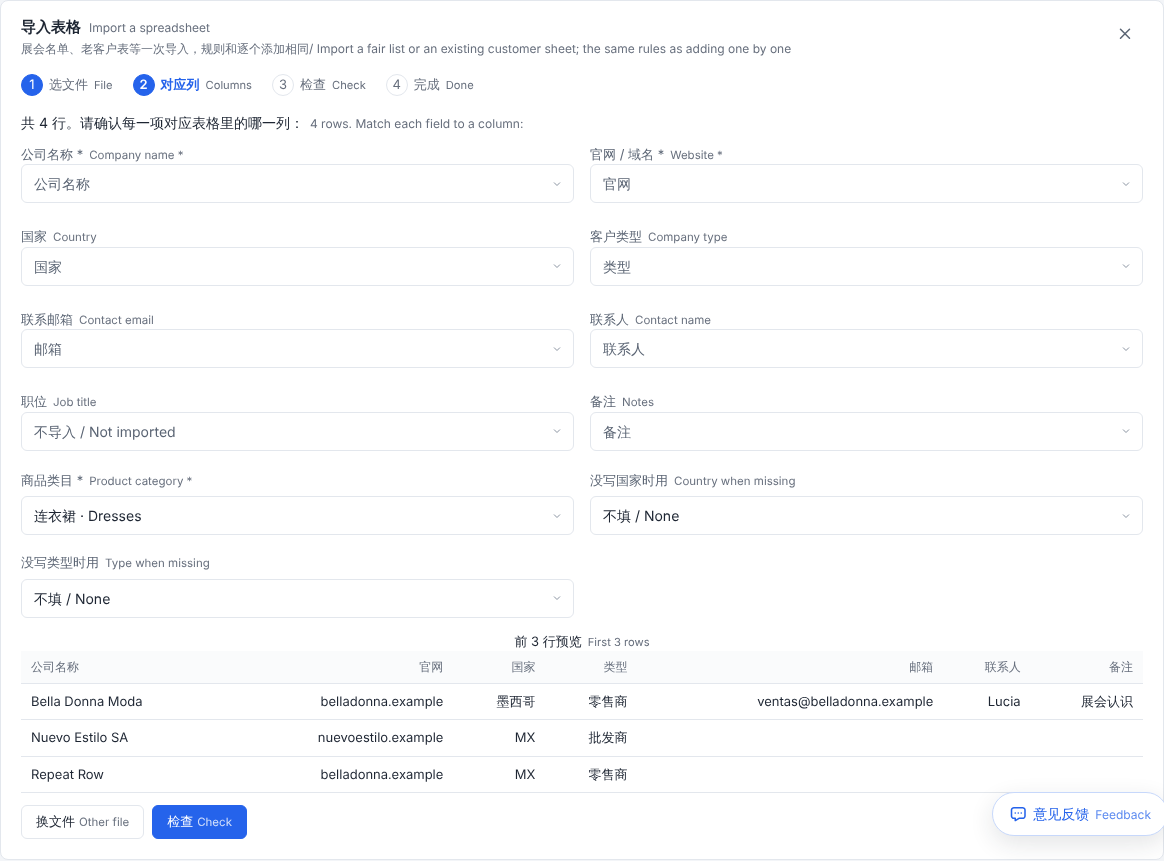 导入表格 Import a spreadsheet
展会名单、老客户表等一次导入，规则和逐个添加相同/ Import a fair list or an existing customer sheet; the same rules as adding one by one
1 选文件 File 2 对应列 Columns 3 检查 Check 4 完成 Done
共 4 行。请确认每一项对应表格里的哪一列： 4 rows. Match each field to a column:
公司名称 * Company name * 官网 / 域名 * Website *
公司名称 官网
国家 Country 客户类型 Company type
国家 类型
联系邮箱 Contact email 联系人 Contact name
邮箱 联系人
职位 Job title 备注 Notes
不导入 / Not imported 备注
商品类目 * Product category * 没写国家时用 Country when missing
连衣裙 · Dresses 不填 / None
没写类型时用 Type when missing
不填 / None
前 3 行预览 First 3 rows
公司名称 官网 国家 类型 邮箱 联系人 备注
Bella Donna Moda belladonna.example 墨西哥 零售商 ventas@belladonna.example Lucia 展会认识
Nuevo Estilo SA nuevoestilo.example MX 批发商
Repeat Row belladonna.example MX 零售商
换文件 Other file 检查 Check 意见反馈 Feedback